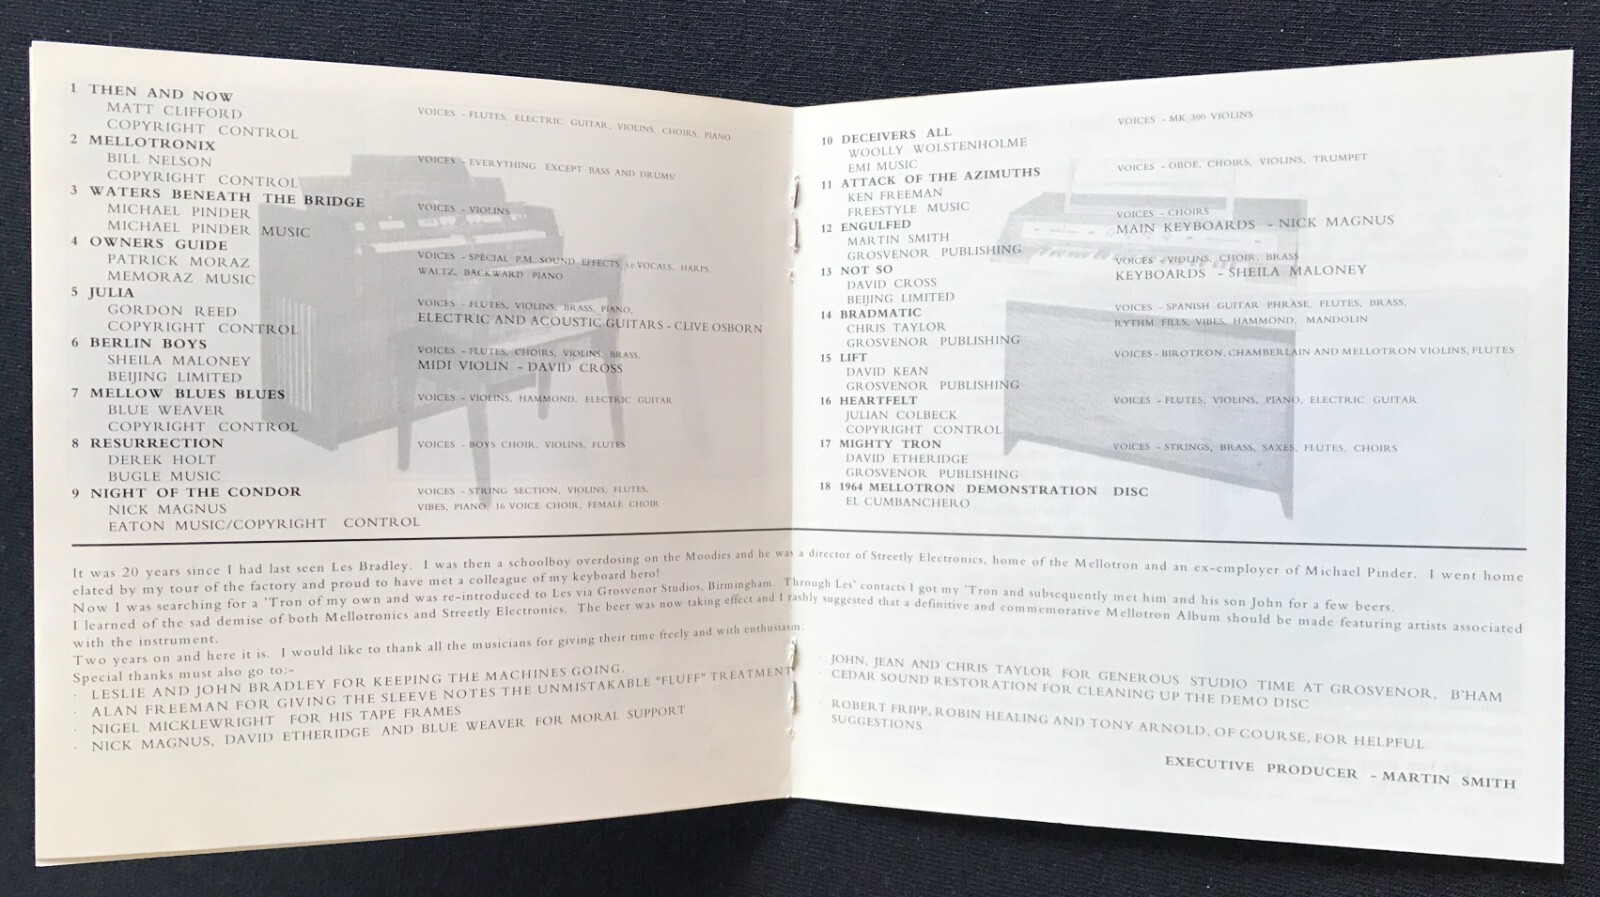 1 THEN AND NOW
MATT CLIFFORD
COPYRIGHT CONTROL
VOICES - FLUTES, ELECTRIC GUITAR, VIOLINS, CHOIRS, PIANO
2 MELLOTRONIX
BILL NELSON
COPYRIGHT CONTROL
VOICES - EVERYTHING EXCEPT BASS AND DRUMS!
3 WATERS BENEATH THE BRIDGE
MICHAEL PINDER
MICHAEL PINDER MUSIC
VOICES - VIOLINS
4 OWNERS GUIDE
PATRICK MORAZ
MEMORAZ MUSIC
VOICES - SPECIAL P.M. SOUND EFFECTS i.e. VOCALS, HARPS,
WALTZ, BACKWARD PIANO
5 JULIA
GORDON REED
COPYRIGHT CONTROL
VOICES - FLUTES, VIOLINS, BRASS, PIANO,
ELECTRIC AND ACOUSTIC GUITARS - CLIVE OSBORN
6 BERLIN BOYS
SHEILA MALONEY
BEIJING LIMITED
VOICES - FLUTES, CHOIRS, VIOLINS, BRASS,
MIDI VIOLIN - DAVID CROSS
7 MELLOW BLUES BLUES
BLUE WEAVER
COPYRIGHT CONTROL
VOICES - VIOLINS, HAMMOND, ELECTRIC GUITAR
8 RESURRECTION
DEREK HOLT
BUGLE MUSIC
VOICES - BOYS CHOIR, VIOLINS, FLUTES
9 NIGHT OF THE CONDOR
NICK MAGNUS
EATON MUSIC/COPYRIGHT CONTROL
VOICES - STRING SECTION, VIOLINS, FLUTES,
VIBES, PIANO, 16 VOICE CHOIR, FEMALE CHOIR
10 DECEIVERS ALL
WOOLLY WOLSTENHOLME
EMI MUSIC
VOICES - MK 300 VIOLINS
11 ATTACK OF THE AZIMUTHS
KEN FREEMAN
FREESTYLE MUSIC
VOICES - OBOE, CHOIRS, VIOLINS, TRUMPET
12 ENGULFED
MARTIN SMITH
GROSVENOR PUBLISHING
VOICES - CHOIRS
MAIN KEYBOARDS - NICK MAGNUS
13 NOT SO
DAVID CROSS
BEIJING LIMITED
VOICES - VIOLINS, CHOIR, BRASS
KEYBOARDS - SHEILA MALONEY
14 BRADMATIC
CHRIS TAYLOR
GROSVENOR PUBLISHING
VOICES - SPANISH GUITAR PHRASE, FLUTES, BRASS,
RYTHM FILLS, VIBES, HAMMOND, MANDOLIN
15 LIFT
DAVID KEAN
GROSVENOR PUBLISHING
VOICES - BIROTRON, CHAMBERLAIN AND MELLOTRON VIOLINS, FLUTES
16 HEARTFELT
JULIAN COLBECK
COPYRIGHT CONTROL
VOICES - FLUTES, VIOLINS, PIANO, ELECTRIC GUITAR
17 MIGHTY TRON
DAVID ETHERIDGE
GROSVENOR PUBLISHING
VOICES - STRINGS, BRASS, SAXES, FLUTES, CHOIRS
18 1964 MELLOTRON DEMONSTRATION DISC
EL CUMBANCHERO
It was 20 years since I had last seen Les Bradley. I was then a schoolboy overdosing on the Moodies and he was a director of Streetly Electronics, home of the Mellotron and an ex-employer of Michael Pinder. I went home
elated by my tour of the factory and proud to have met a colleague of my keyboard hero!
Now I was searching for a 'Tron of my own and was re-introduced to Les via Grosvenor Studios, Birmingham. Through Les' contacts I got my 'Tron and subsequently met him and his son John for a few beers.
I learned of the sad demise of both Mellotronics and Streetly Electronics. The beer was now taking effect and I rashly suggested that a definitive and commemorative Mellotron Album should be made featuring artists associated
with the instrument.
Two years on and here it is. I would like to thank all the musicians for giving their time freely and with enthusiasm.
Special thanks must also go to:-
· LESLIE AND JOHN BRADLEY FOR KEEPING THE MACHINES GOING.
· ALAN FREEMAN FOR GIVING THE SLEEVE NOTES THE UNMISTAKABLE "FLUFF" TREATMENT
· NIGEL MICKLEWRIGHT FOR HIS TAPE FRAMES
· NICK MAGNUS, DAVID ETHERIDGE AND BLUE WEAVER FOR MORAL SUPPORT
· JOHN, JEAN AND CHRIS TAYLOR FOR GENEROUS STUDIO TIME AT GROSVENOR, B'HAM
· CEDAR SOUND RESTORATION FOR CLEANING UP THE DEMO DISC
· ROBERT FRIPP, ROBIN HEALING AND TONY ARNOLD, OF COURSE, FOR HELPFUL
SUGGESTIONS
EXECUTIVE PRODUCER - MARTIN SMITH